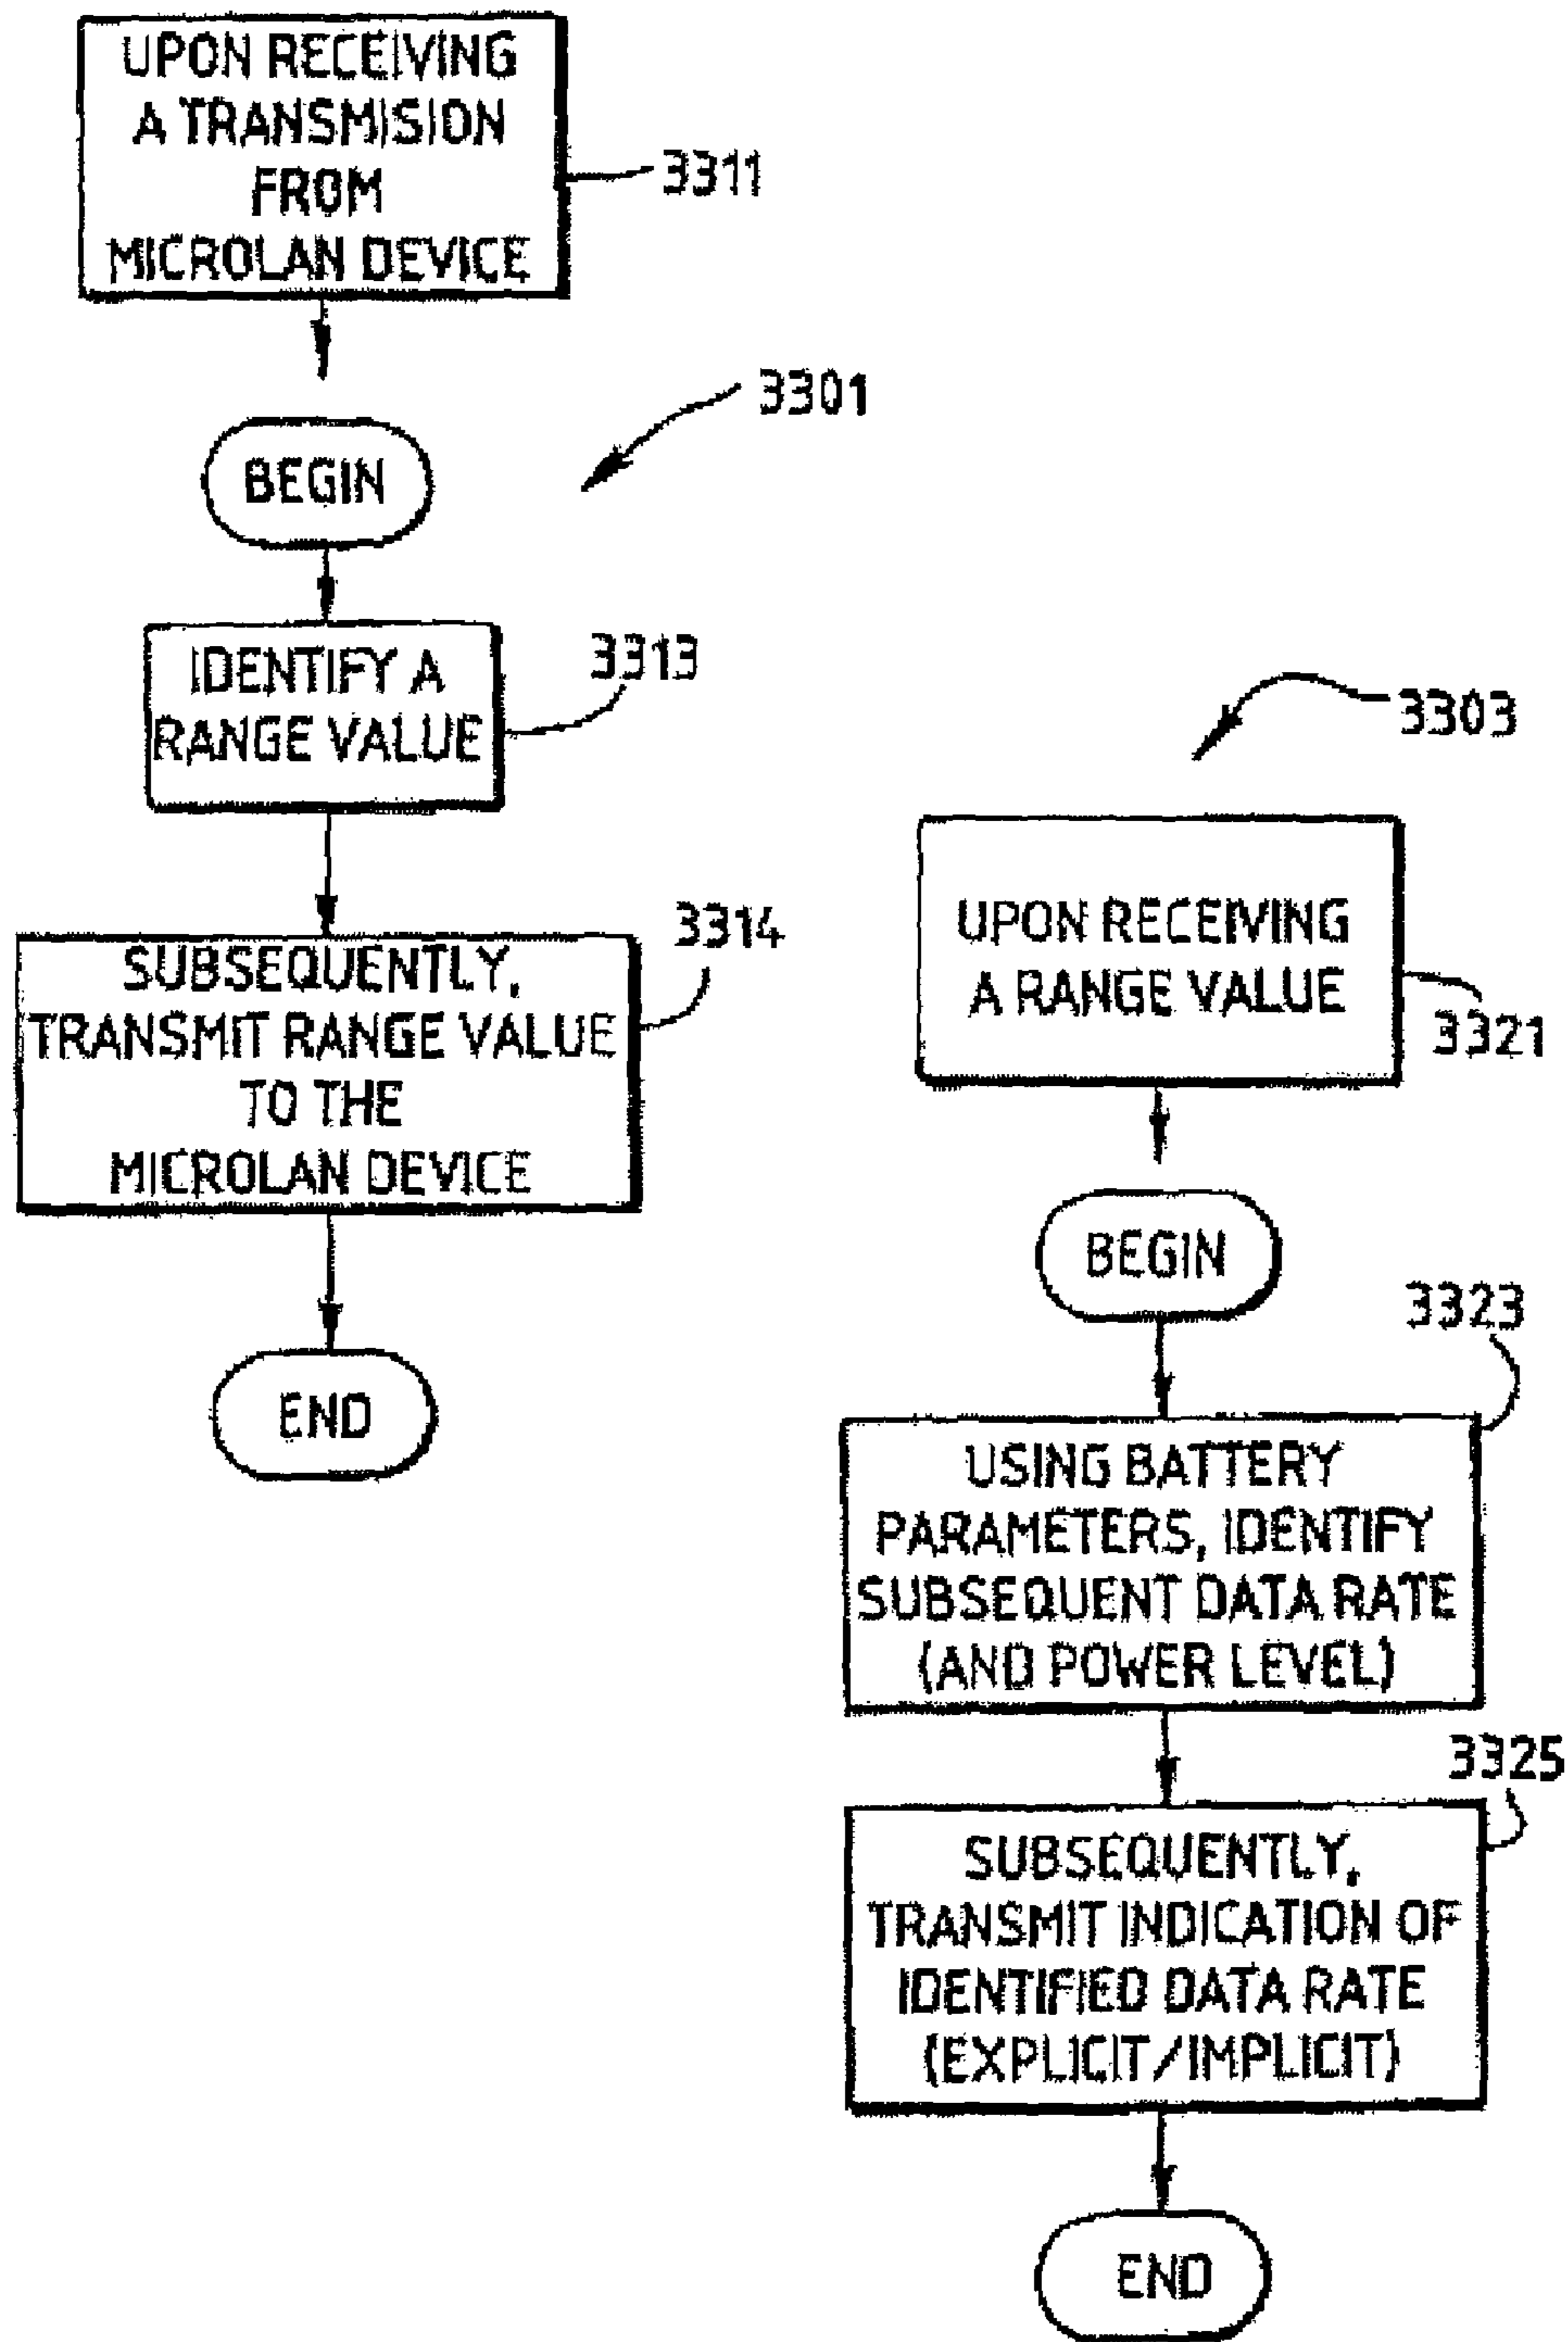 UPON RECEIVING
A TRANSMISION
FROM
MICROLAN DEVICE
3311
3301
BEGIN
IDENTIFY A
RANGE VALUE
3313
SUBSEQUENTLY,
TRANSMIT RANGE VALUE
TO THE
MICROLAN DEVICE
3314
END
3303
UPON RECEIVING
A RANGE VALUE
3321
BEGIN
3323
USING BATTERY
PARAMETERS, IDENTIFY
SUBSEQUENT DATA RATE
(AND POWER LEVEL)
3325
SUBSEQUENTLY,
TRANSMIT INDICATION OF
IDENTIFIED DATA RATE
(EXPLICIT/IMPLICIT)
END